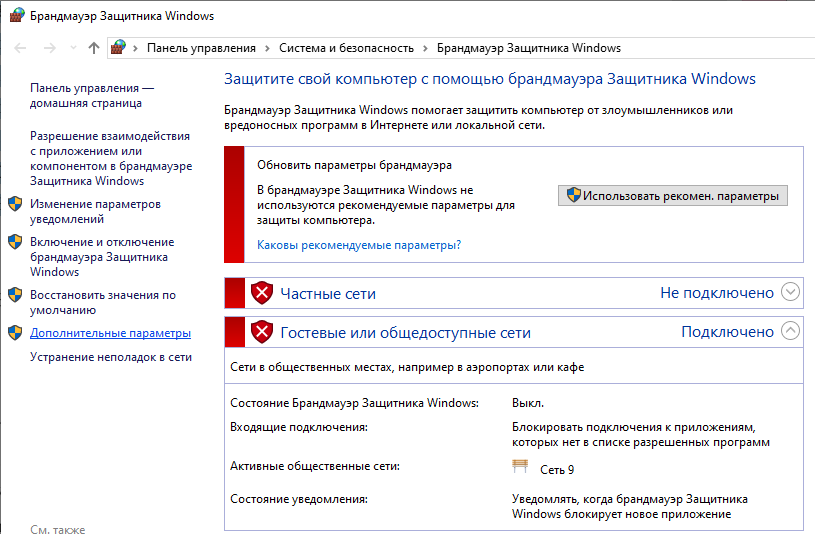 Брандмауэр Защитника Windows
Панель управления > Система и безопасность > Брандмауэр Защитника Windows
Панель управления —
домашняя страница
Разрешение взаимодействия
с приложением или
компонентом в брандмауэре
Защитника Windows
Изменение параметров
уведомлений
Включение и отключение
брандмауэра Защитника
Windows
Восстановить значения по
умолчанию
Дополнительные параметры
Устранение неполадок в сети
См. также
Защитите свой компьютер с помощью брандмауэра Защитника Windows
Брандмауэр Защитника Windows помогает защитить компьютер от злоумышленников или
вредоносных программ в Интернете или локальной сети.
Обновить параметры брандмауэра
В брандмауэре Защитника Windows не
используются рекомендуемые параметры для
защиты компьютера.
Использовать рекомен. параметры
Каковы рекомендуемые параметры?
Частные сети Не подключено
Гостевые или общедоступные сети Подключено
Сети в общественных местах, например в аэропортах или кафе
Состояние Брандмауэр Защитника Windows: Выкл.
Входящие подключения: Блокировать подключения к приложениям,
которых нет в списке разрешенных программ
Активные общественные сети: Сеть 9
Состояние уведомления: Уведомлять, когда брандмауэр Защитника
Windows блокирует новое приложение